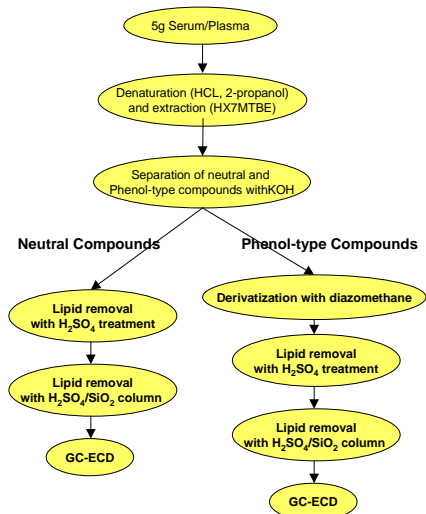 5g Serum/Plasma
Denaturation (HCL, 2-propanol)
and extraction (HX7MTBE)
Separation of neutral and
Phenol-type compounds withKOH
Neutral Compounds
Phenol-type Compounds
Lipid removal
with H₂SO₄ treatment
Lipid removal
with H₂SO₄/SiO₂ column
GC-ECD
Derivatization with diazomethane
Lipid removal
with H₂SO₄ treatment
Lipid removal
with H₂SO₄/SiO₂ column
GC-ECD